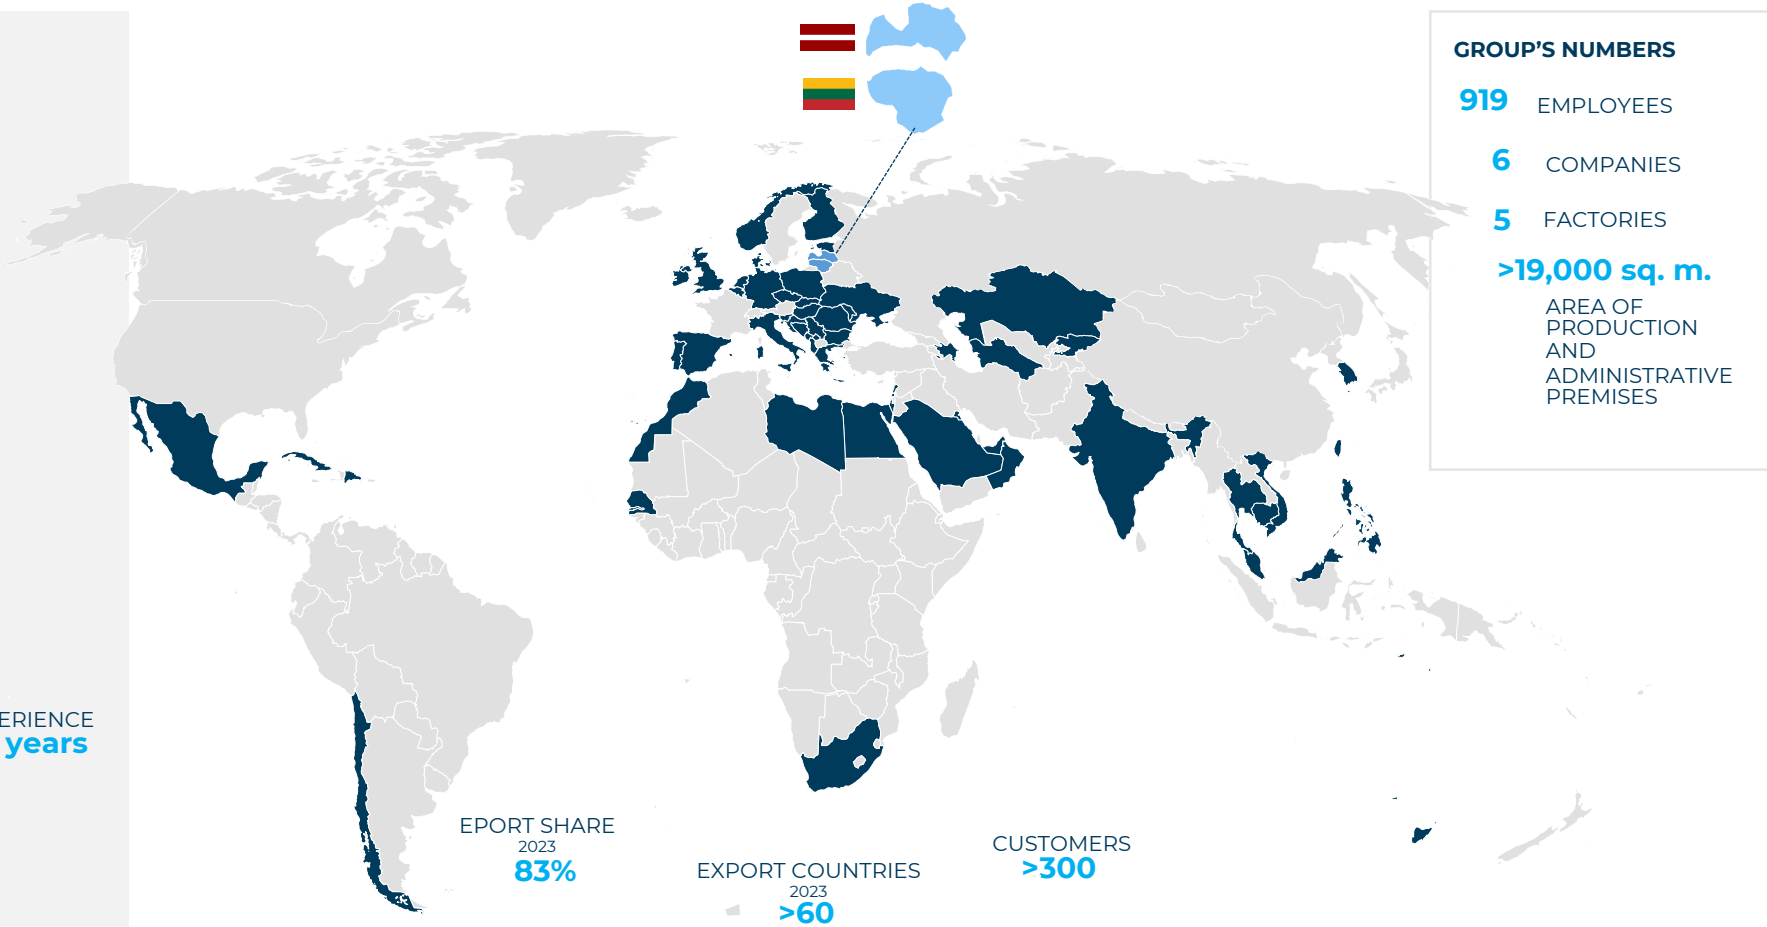 GROUP’S NUMBERS
919 EMPLOYEES
6 COMPANIES
5 FACTORIES
>19,000 sq. m.
AREA OF
PRODUCTION
AND
ADMINISTRATIVE
PREMISES
ERIENCE
years
EPORT SHARE
2023
83%
EXPORT COUNTRIES
2023
>60
CUSTOMERS
>300